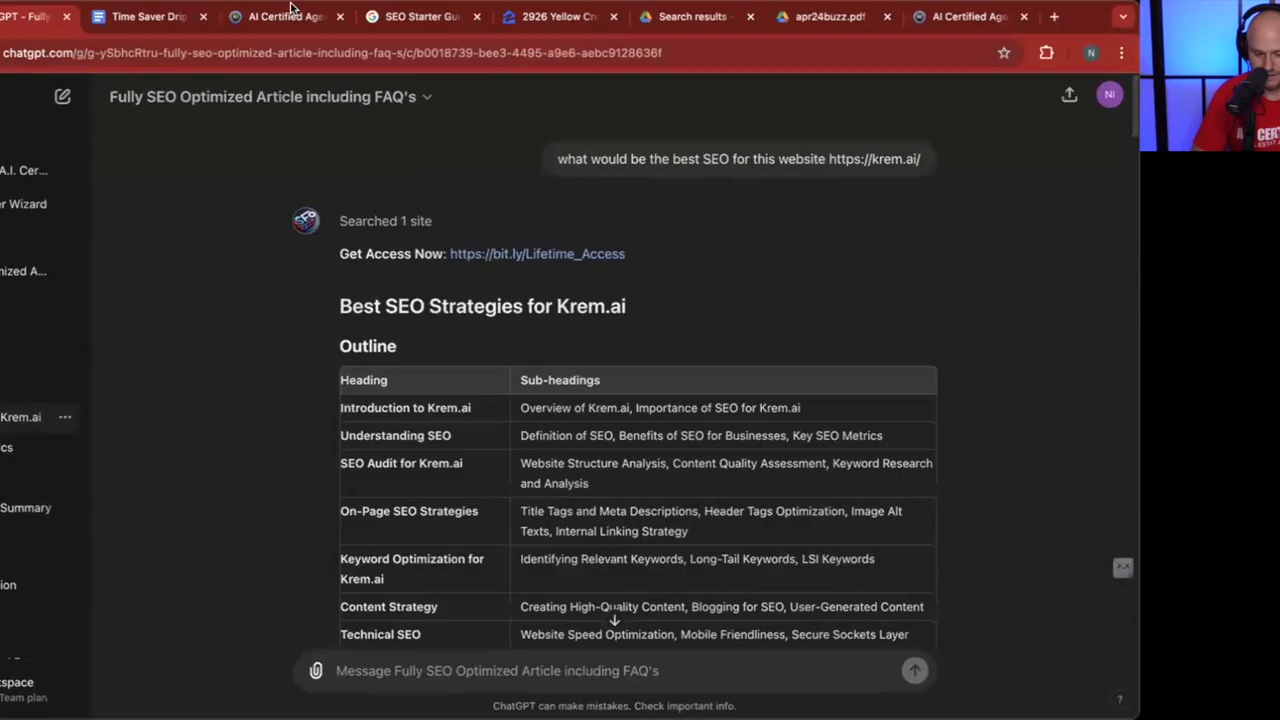 GPT - Fully
Time Saver Drip
AI Certified Age
SEO Starter Gu
2926 Yellow Cr
Search results -
apr24buzz.pdf
AI Certified Age
chatgpt.com/g/g-ySbhcRtru-fully-seo-optimized-article-including-faq-s/c/b0018739-bee3-4495-a9e6-aebc9128636f
N
Fully SEO Optimized Article including FAQ's
NI
what would be the best SEO for this website https://krem.ai/
A.I. Cer...
er Wizard
Searched 1 site
Get Access Now: https://bit.ly/Lifetime_Access
mized A...
Best SEO Strategies for Krem.ai
Outline
Heading Sub-headings
Introduction to Krem.ai Overview of Krem.ai, Importance of SEO for Krem.ai
Krem.ai
Understanding SEO Definition of SEO, Benefits of SEO for Businesses, Key SEO Metrics
cs
SEO Audit for Krem.ai Website Structure Analysis, Content Quality Assessment, Keyword Research
and Analysis
Summary
On-Page SEO Strategies Title Tags and Meta Descriptions, Header Tags Optimization, Image Alt
Texts, Internal Linking Strategy
Keyword Optimization for Identifying Relevant Keywords, Long-Tail Keywords, LSI Keywords
Krem.ai
ion
Content Strategy Creating High-Quality Content, Blogging for SEO, User-Generated Content
Technical SEO Website Speed Optimization, Mobile Friendliness, Secure Sockets Layer
Message Fully SEO Optimized Article including FAQ's
space
Team plan
ChatGPT can make mistakes. Check important info.
?